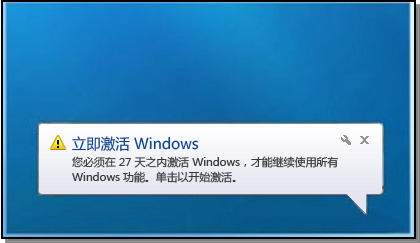 立即激活 Windows
您必须在 27 天之内激活 Windows，才能继续使用所有
Windows 功能。单击以开始激活。